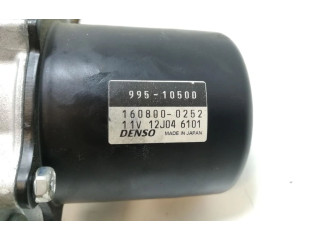 995-10500
160800-0252
11V 12J04 6101
DENSO MADE IN JAPAN